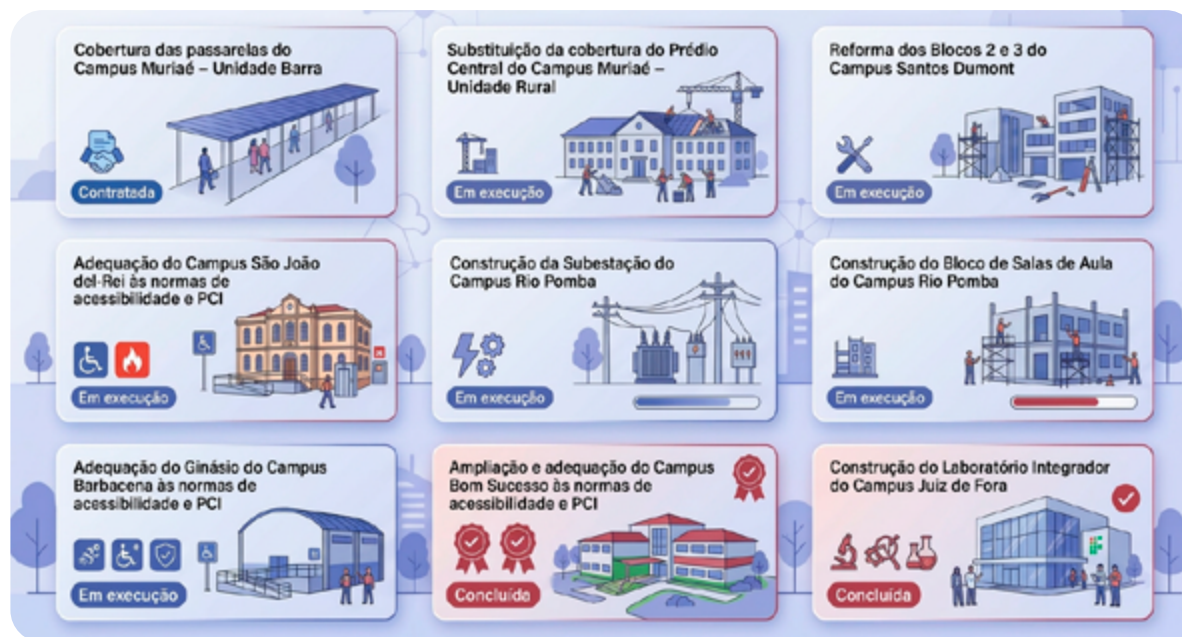 Cobertura das passarelas do
Campus Muriaé – Unidade Barra
Contratada
Substituição da cobertura do Prédio
Central do Campus Muriaé –
Unidade Rural
Em execução
Reforma dos Blocos 2 e 3 do
Campus Santos Dumont
Em execução
Adequação do Campus São João
del-Rei às normas de
acessibilidade e PCI
Em execução
Construção da Subestação do
Campus Rio Pomba
Em execução
Construção do Bloco de Salas de Aula
do Campus Rio Pomba
Em execução
Adequação do Ginásio do Campus
Barbacena às normas de
acessibilidade e PCI
Em execução
Ampliação e adequação do Campus
Bom Sucesso às normas de
acessibilidade e PCI
Concluída
Construção do Laboratório Integrador
do Campus Juiz de Fora
Concluída